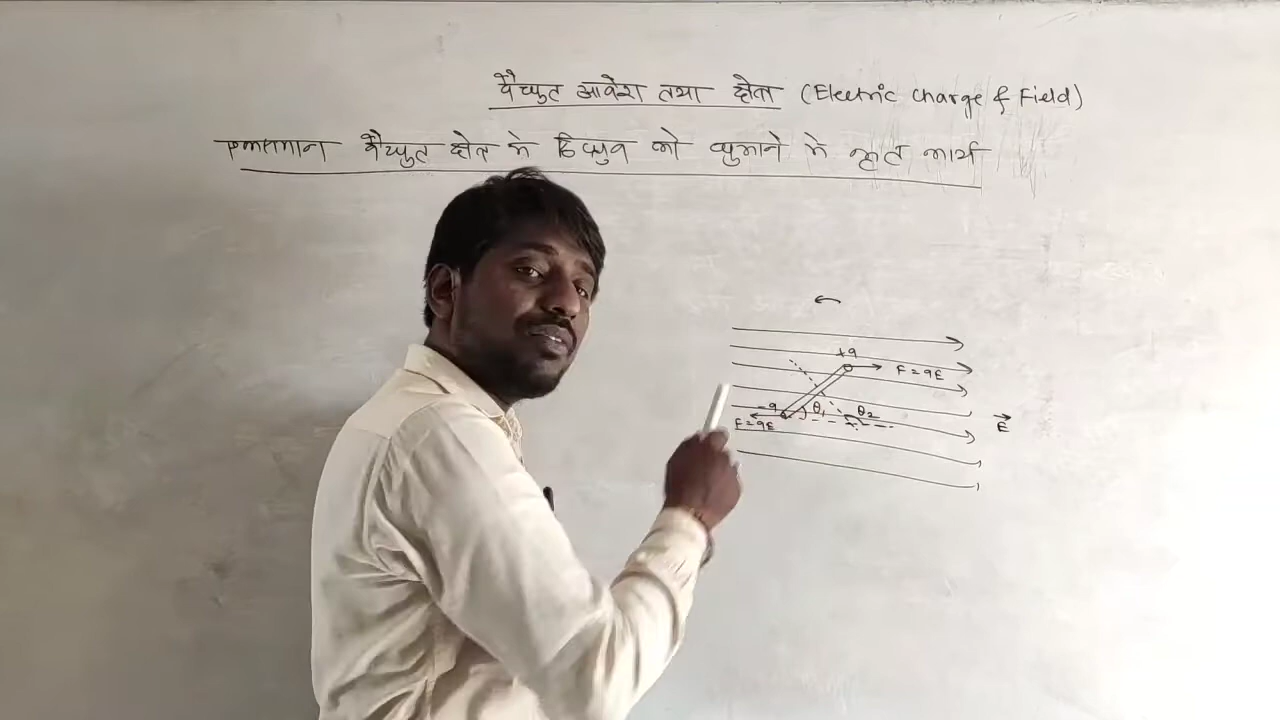 वैद्युत आवेश तथा क्षेत्र (Electric charge & Field)
एकसमान वैद्युत क्षेत्र मे द्विध्रुव को घुमाने मे कृत कार्य
+q
F = qE
-q θ₁ θ₂
F = qE
E⃗